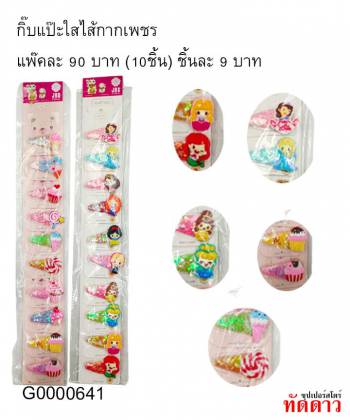 กิ๊บแป๊ะใสไส้กากเพชร
แพ๊คละ 90 บาท (10ชิ้น) ชิ้นละ 9 บาท
JBS
G0000641
ซุปเปอร์สโตร์
ทัดดาว